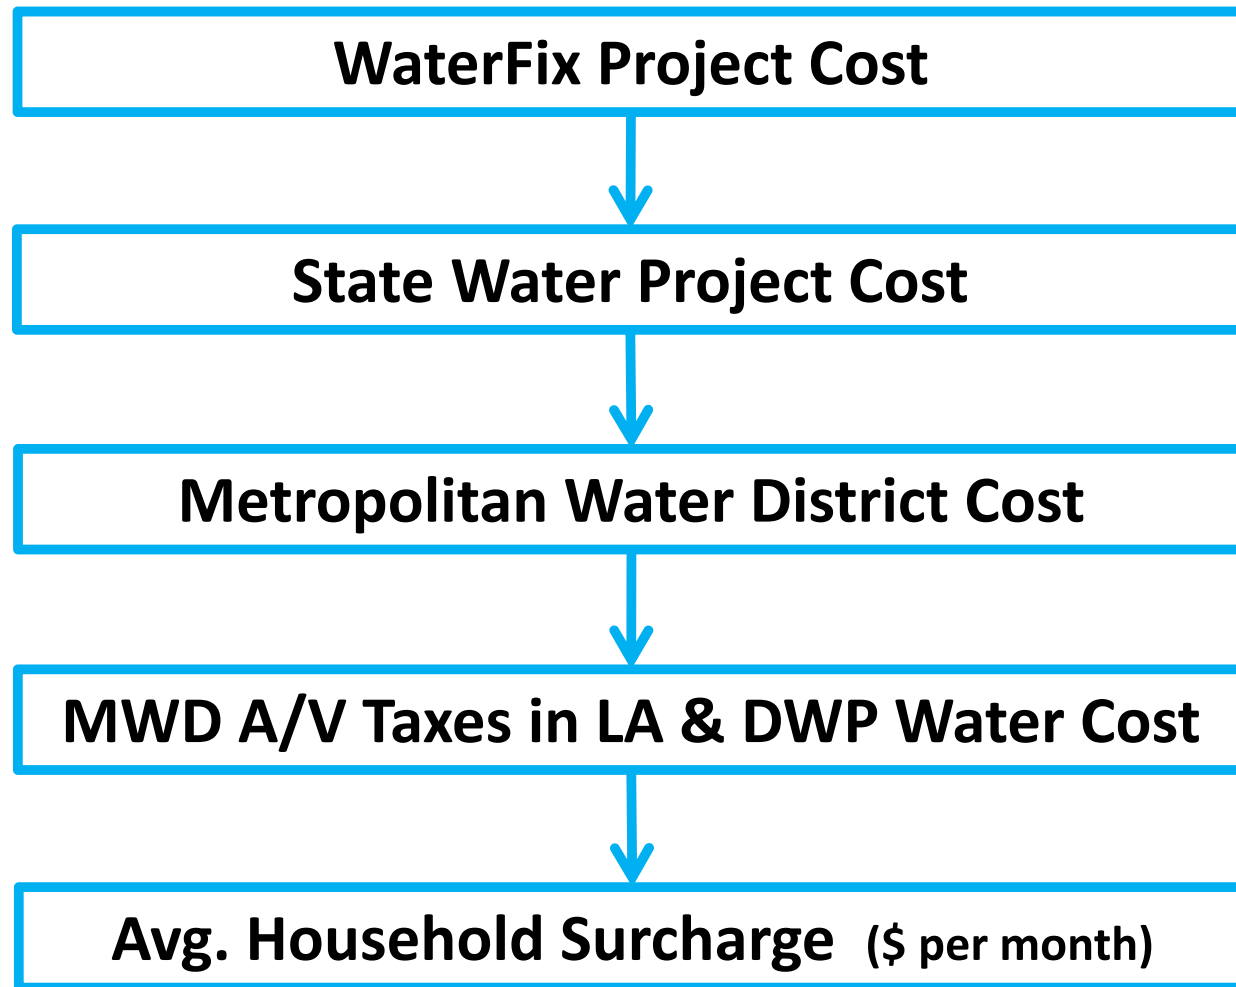 WaterFix Project Cost
State Water Project Cost
Metropolitan Water District Cost
MWD A/V Taxes in LA & DWP Water Cost
Avg. Household Surcharge ($ per month)